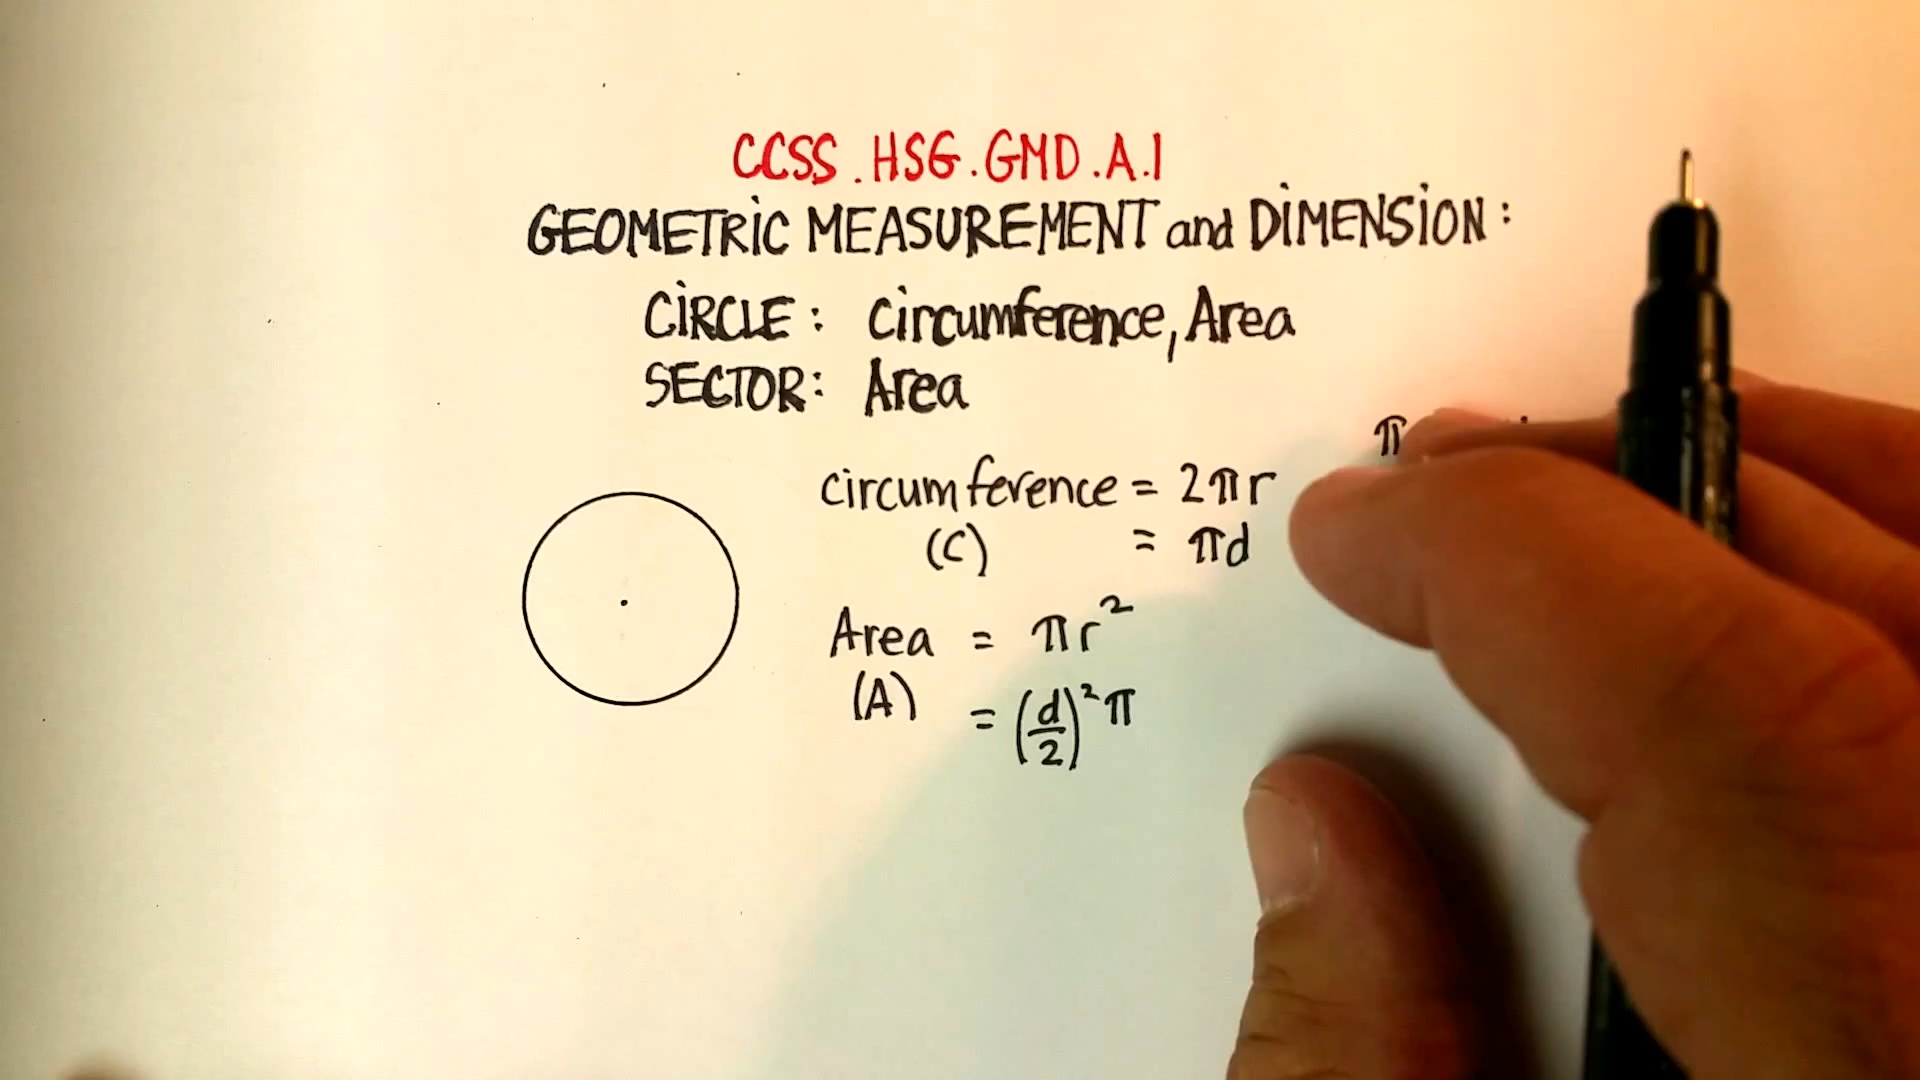 CCSS.HSG.GMD.A.1
GEOMETRIC MEASUREMENT and DIMENSION:
CIRCLE: Circumference, Area
SECTOR: Area
π
circumference = 2πr
(C) = πd
Area = πr²
(A) = (d/2)²π